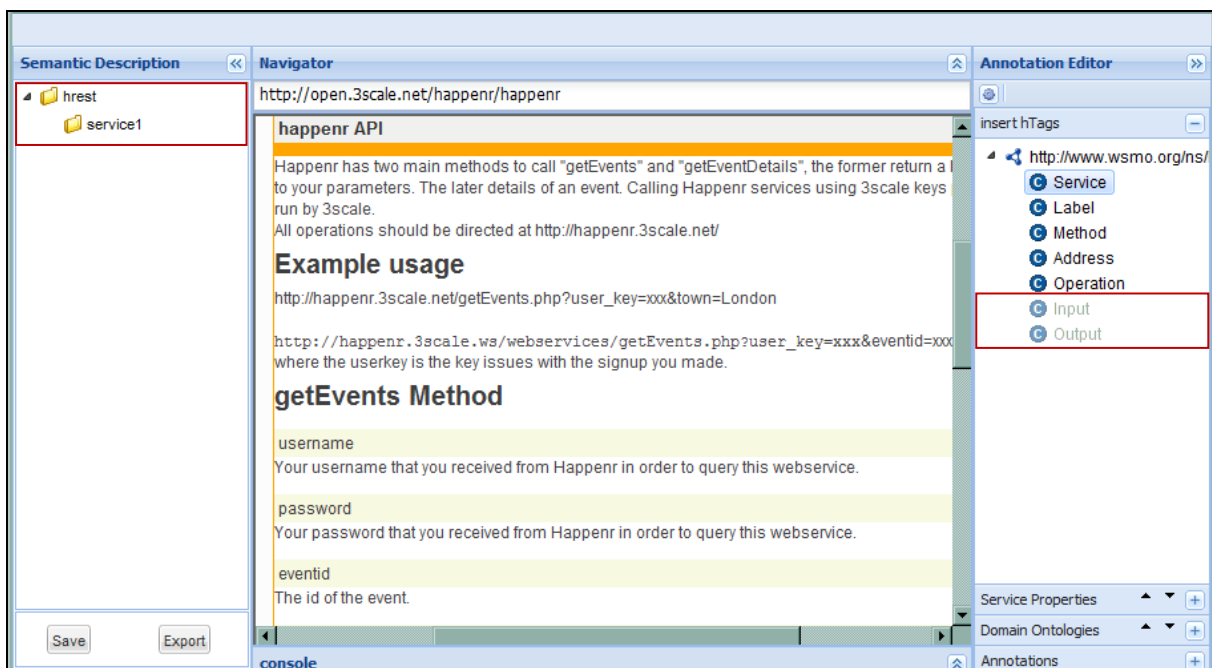 Semantic Description
hrest
service1
Save
Export
Navigator
http://open.3scale.net/happenr/happenr
happenr API
Happenr has two main methods to call "getEvents" and "getEventDetails", the former return a
to your parameters. The later details of an event. Calling Happenr services using 3scale keys
run by 3scale.
All operations should be directed at http://happenr.3scale.net/
Example usage
http://happenr.3scale.net/getEvents.php?user_key=xxx&town=London
http://happenr.3scale.ws/webservices/getEvents.php?user_key=xxx&eventid=xxx
where the userkey is the key issues with the signup you made.
getEvents Method
username
Your username that you received from Happenr in order to query this webservice.
password
Your password that you received from Happenr in order to query this webservice.
eventid
The id of the event.
console
Annotation Editor
insert hTags
http://www.wsmo.org/ns/
Service
Label
Method
Address
Operation
Input
Output
Service Properties
Domain Ontologies
Annotations